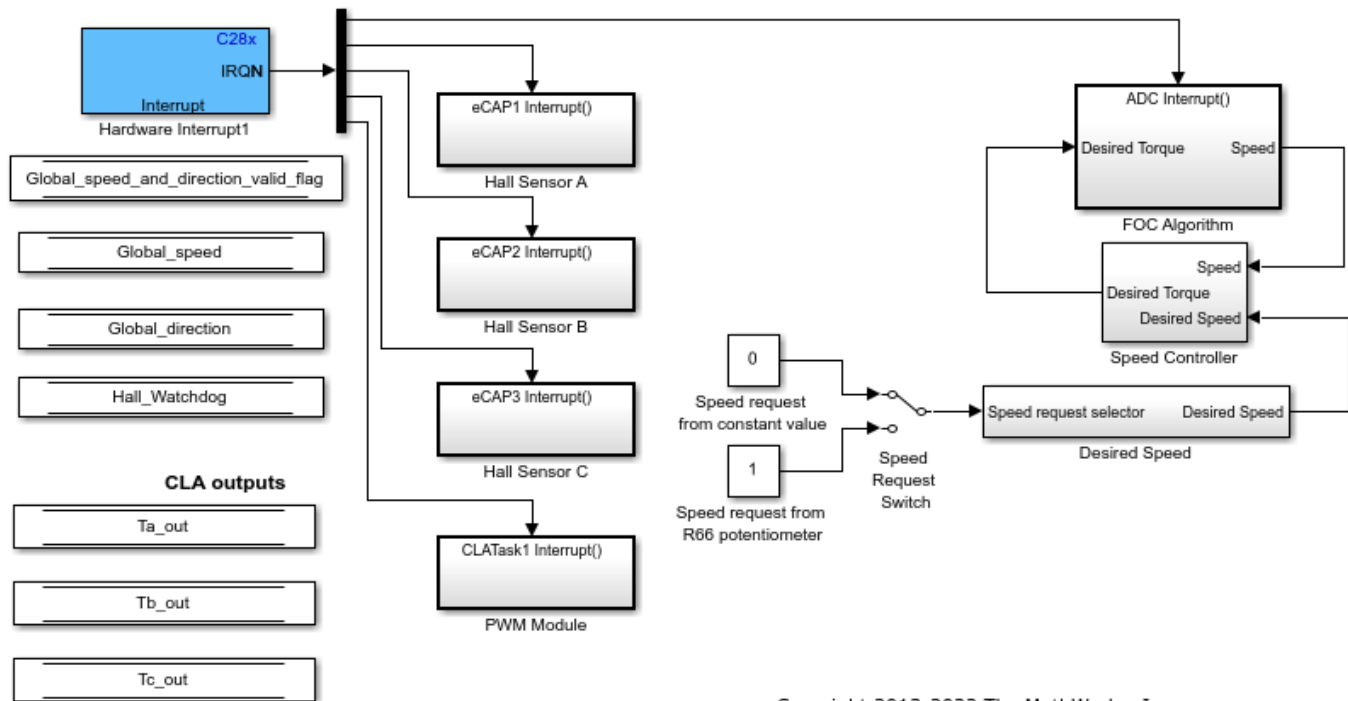 C28x
IRQN
Interrupt
Hardware Interrupt1
Global_speed_and_direction_valid_flag
Global_speed
Global_direction
Hall_Watchdog
CLA outputs
Ta_out
Tb_out
Tc_out
eCAP1 Interrupt()
Hall Sensor A
eCAP2 Interrupt()
Hall Sensor B
eCAP3 Interrupt()
Hall Sensor C
CLATask1 Interrupt()
PWM Module
ADC Interrupt()
Desired Torque
Speed
FOC Algorithm
Speed
Desired Torque
Desired Speed
Speed Controller
0
Speed request
from constant value
1
Speed request from
R66 potentiometer
Speed
Request
Switch
Speed request selector
Desired Speed
Desired Speed